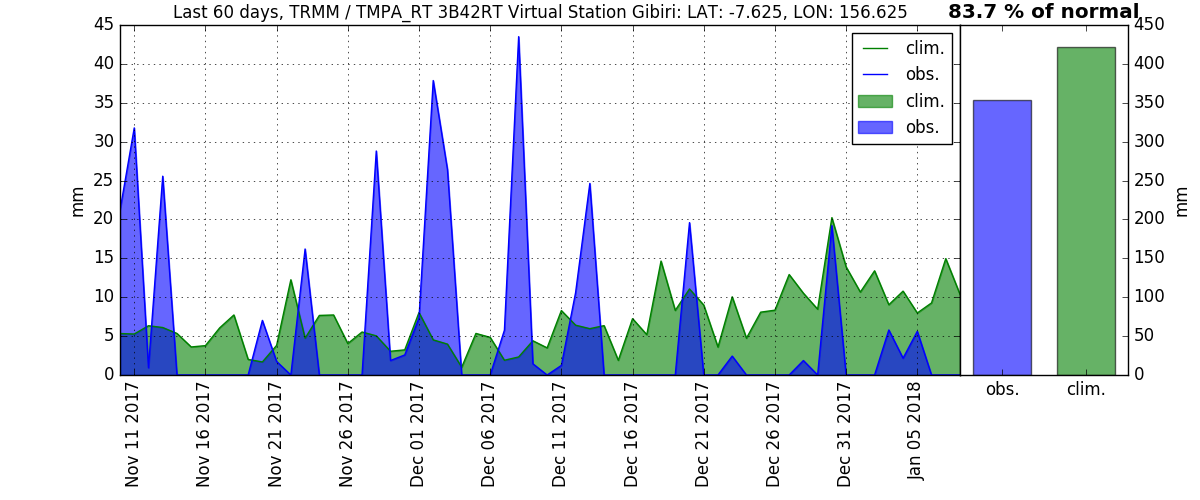 Last 60 days, TRMM / TMPA_RT 3B42RT Virtual Station Gibiri: LAT: -7.625, LON: 156.625
83.7 % of normal
45
40
35
30
25
20
15
10
5
0
mm
clim.
obs.
clim.
obs.
450
400
350
300
250
200
150
100
50
0
mm
Nov 11 2017
Nov 16 2017
Nov 21 2017
Nov 26 2017
Dec 01 2017
Dec 06 2017
Dec 11 2017
Dec 16 2017
Dec 21 2017
Dec 26 2017
Dec 31 2017
Jan 05 2018
obs.
clim.